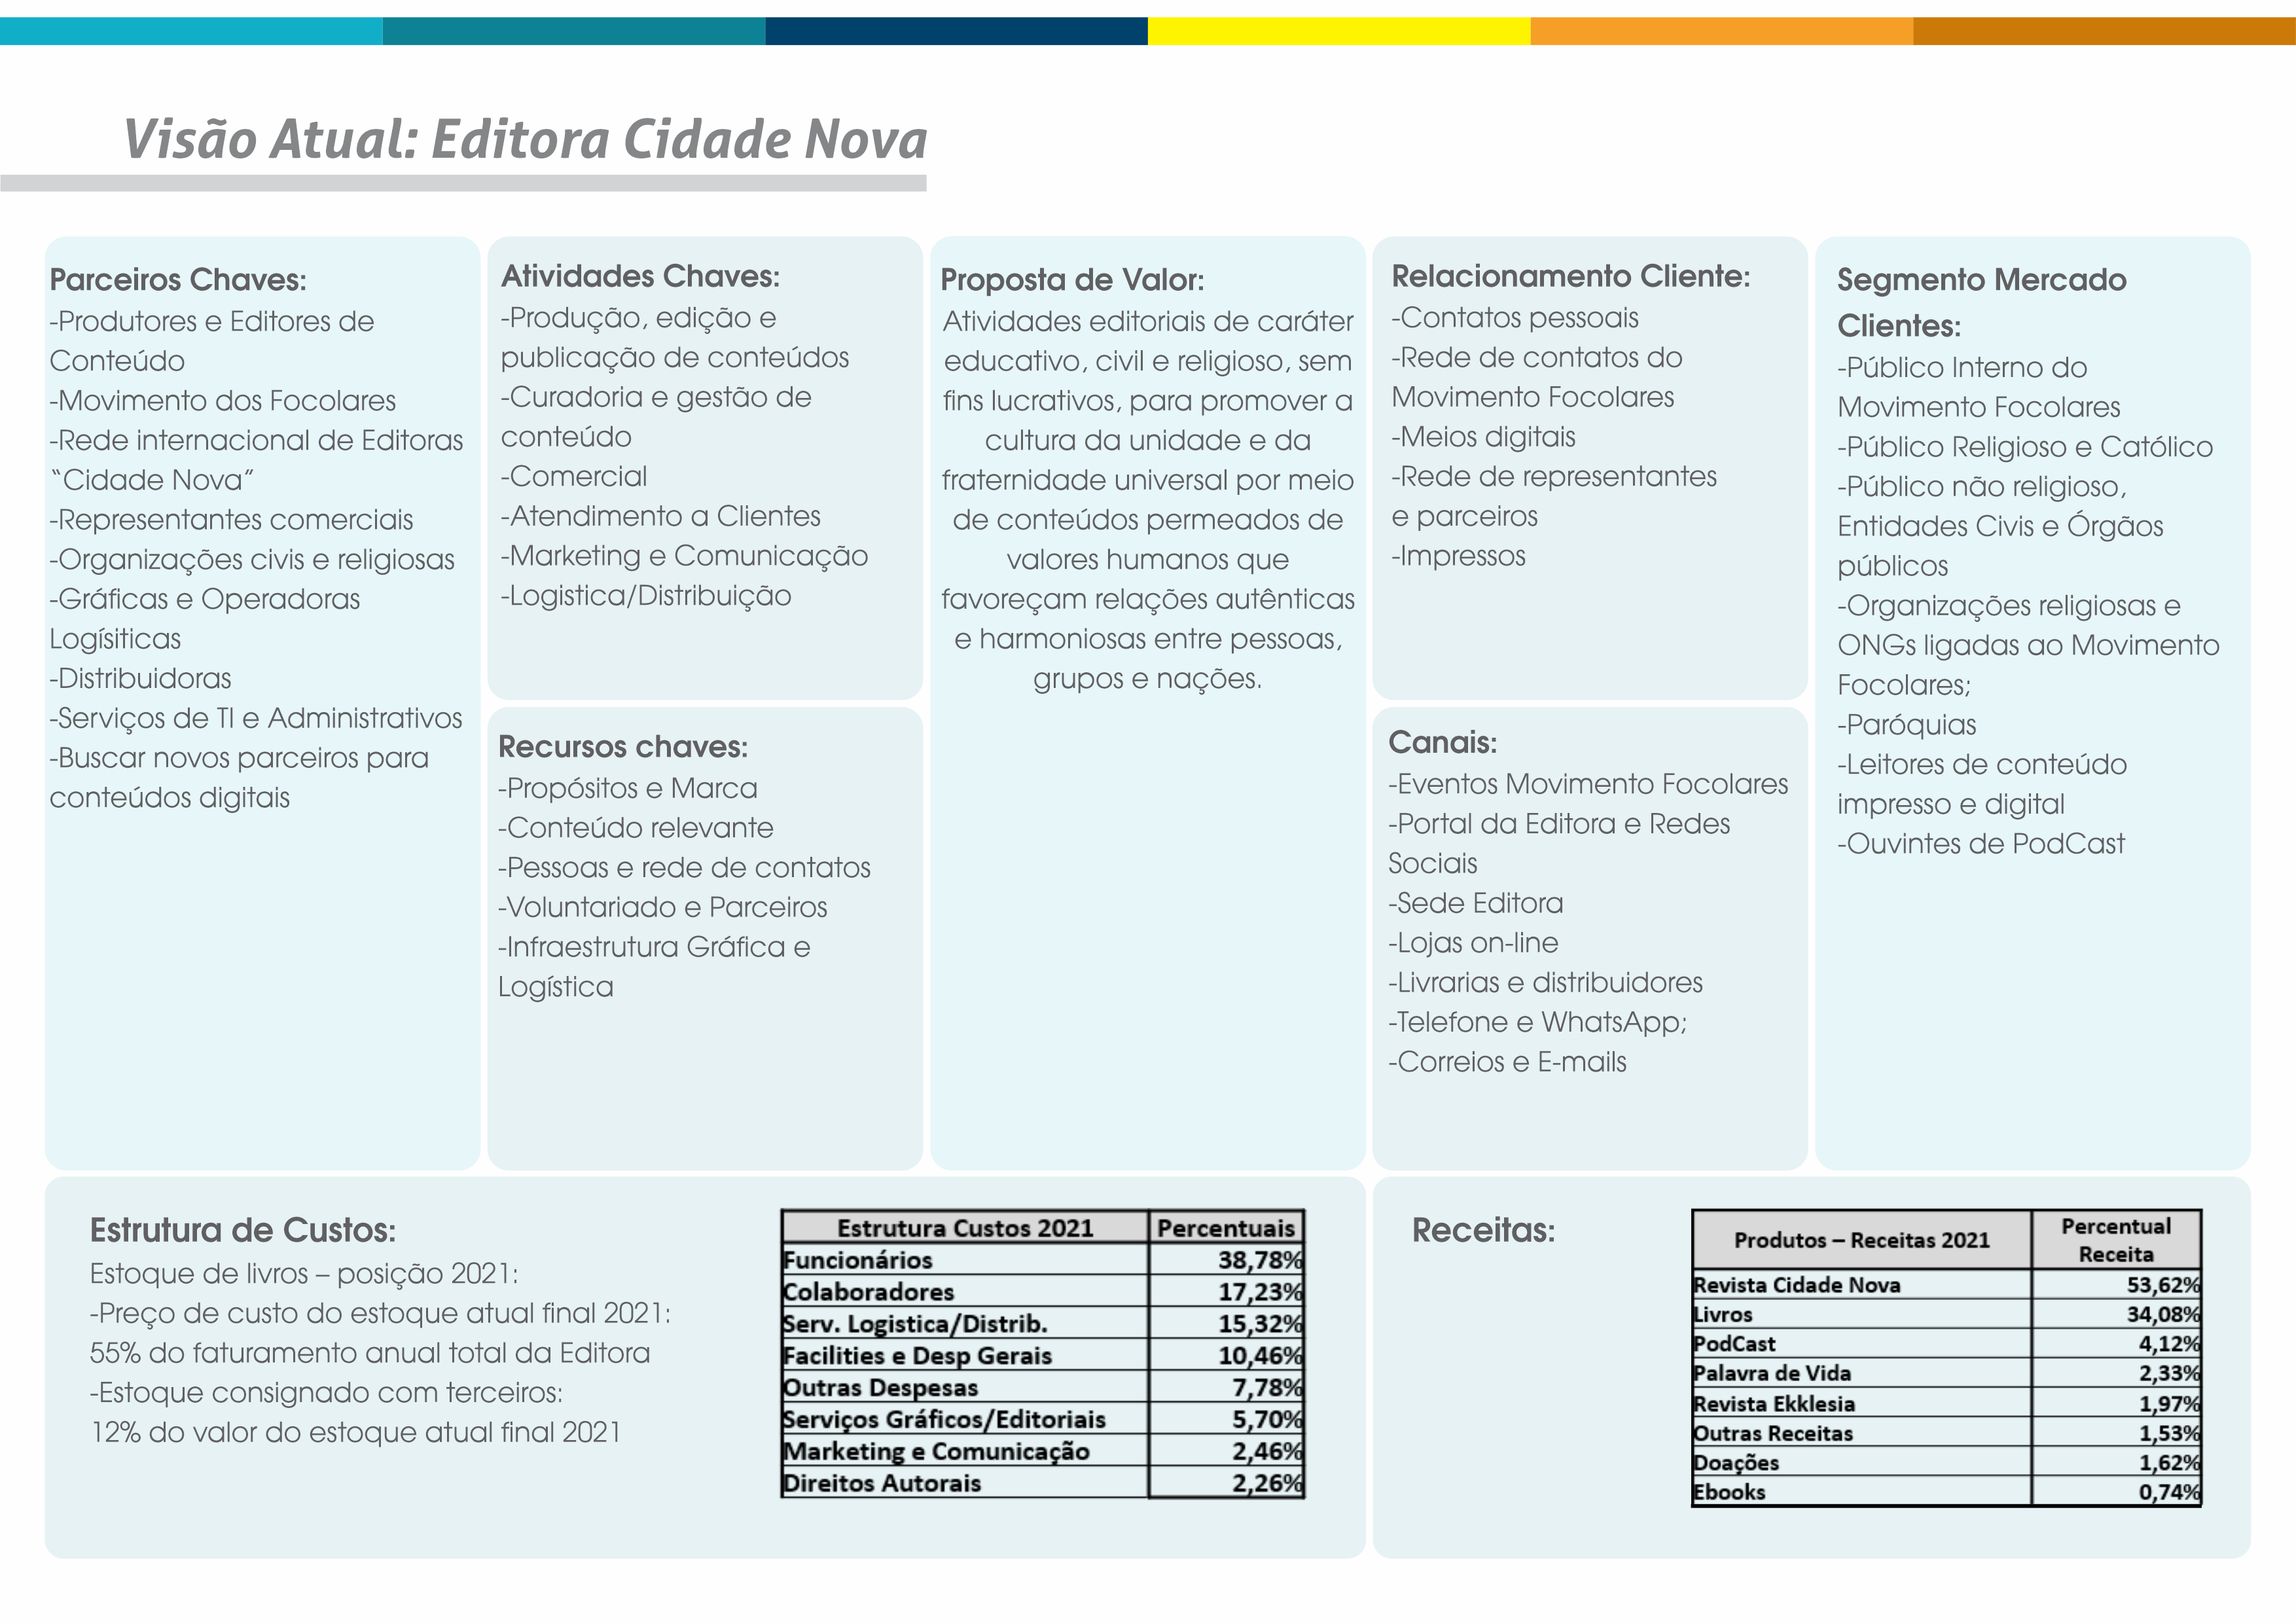 Visão Atual: Editora Cidade Nova
Parceiros Chaves:
-Produtores e Editores de
Conteúdo
-Movimento dos Focolares
-Rede internacional de Editoras
“Cidade Nova”
-Representantes comerciais
-Organizações civis e religiosas
-Gráficas e Operadoras
Logísiticas
-Distribuidoras
-Serviços de TI e Administrativos
-Buscar novos parceiros para
conteúdos digitais
Atividades Chaves:
-Produção, edição e
publicação de conteúdos
-Curadoria e gestão de
conteúdo
-Comercial
-Atendimento a Clientes
-Marketing e Comunicação
-Logistica/Distribuição
Recursos chaves:
-Propósitos e Marca
-Conteúdo relevante
-Pessoas e rede de contatos
-Voluntariado e Parceiros
-Infraestrutura Gráfica e
Logística
Proposta de Valor:
Atividades editoriais de caráter
educativo, civil e religioso, sem
fins lucrativos, para promover a
cultura da unidade e da
fraternidade universal por meio
de conteúdos permeados de
valores humanos que
favoreçam relações autênticas
e harmoniosas entre pessoas,
grupos e nações.
Relacionamento Cliente:
-Contatos pessoais
-Rede de contatos do
Movimento Focolares
-Meios digitais
-Rede de representantes
e parceiros
-Impressos
Canais:
-Eventos Movimento Focolares
-Portal da Editora e Redes
Sociais
-Sede Editora
-Lojas on-line
-Livrarias e distribuidores
-Telefone e WhatsApp;
-Correios e E-mails
Segmento Mercado
Clientes:
-Público Interno do
Movimento Focolares
-Público Religioso e Católico
-Público não religioso,
Entidades Civis e Órgãos
públicos
-Organizações religiosas e
ONGs ligadas ao Movimento
Focolares;
-Paróquias
-Leitores de conteúdo
impresso e digital
-Ouvintes de PodCast
Estrutura de Custos:
Estoque de livros – posição 2021:
-Preço de custo do estoque atual final 2021:
55% do faturamento anual total da Editora
-Estoque consignado com terceiros:
12% do valor do estoque atual final 2021
Estrutura Custos 2021 Percentuais
Funcionários 38,78%
Colaboradores 17,23%
Serv. Logistica/Distrib. 15,32%
Facilities e Desp Gerais 10,46%
Outras Despesas 7,78%
Serviços Gráficos/Editoriais 5,70%
Marketing e Comunicação 2,46%
Direitos Autorais 2,26%
Receitas:
Produtos – Receitas 2021 Percentual
Receita
Revista Cidade Nova 53,62%
Livros 34,08%
PodCast 4,12%
Palavra de Vida 2,33%
Revista Ekklesia 1,97%
Outras Receitas 1,53%
Doações 1,62%
Ebooks 0,74%